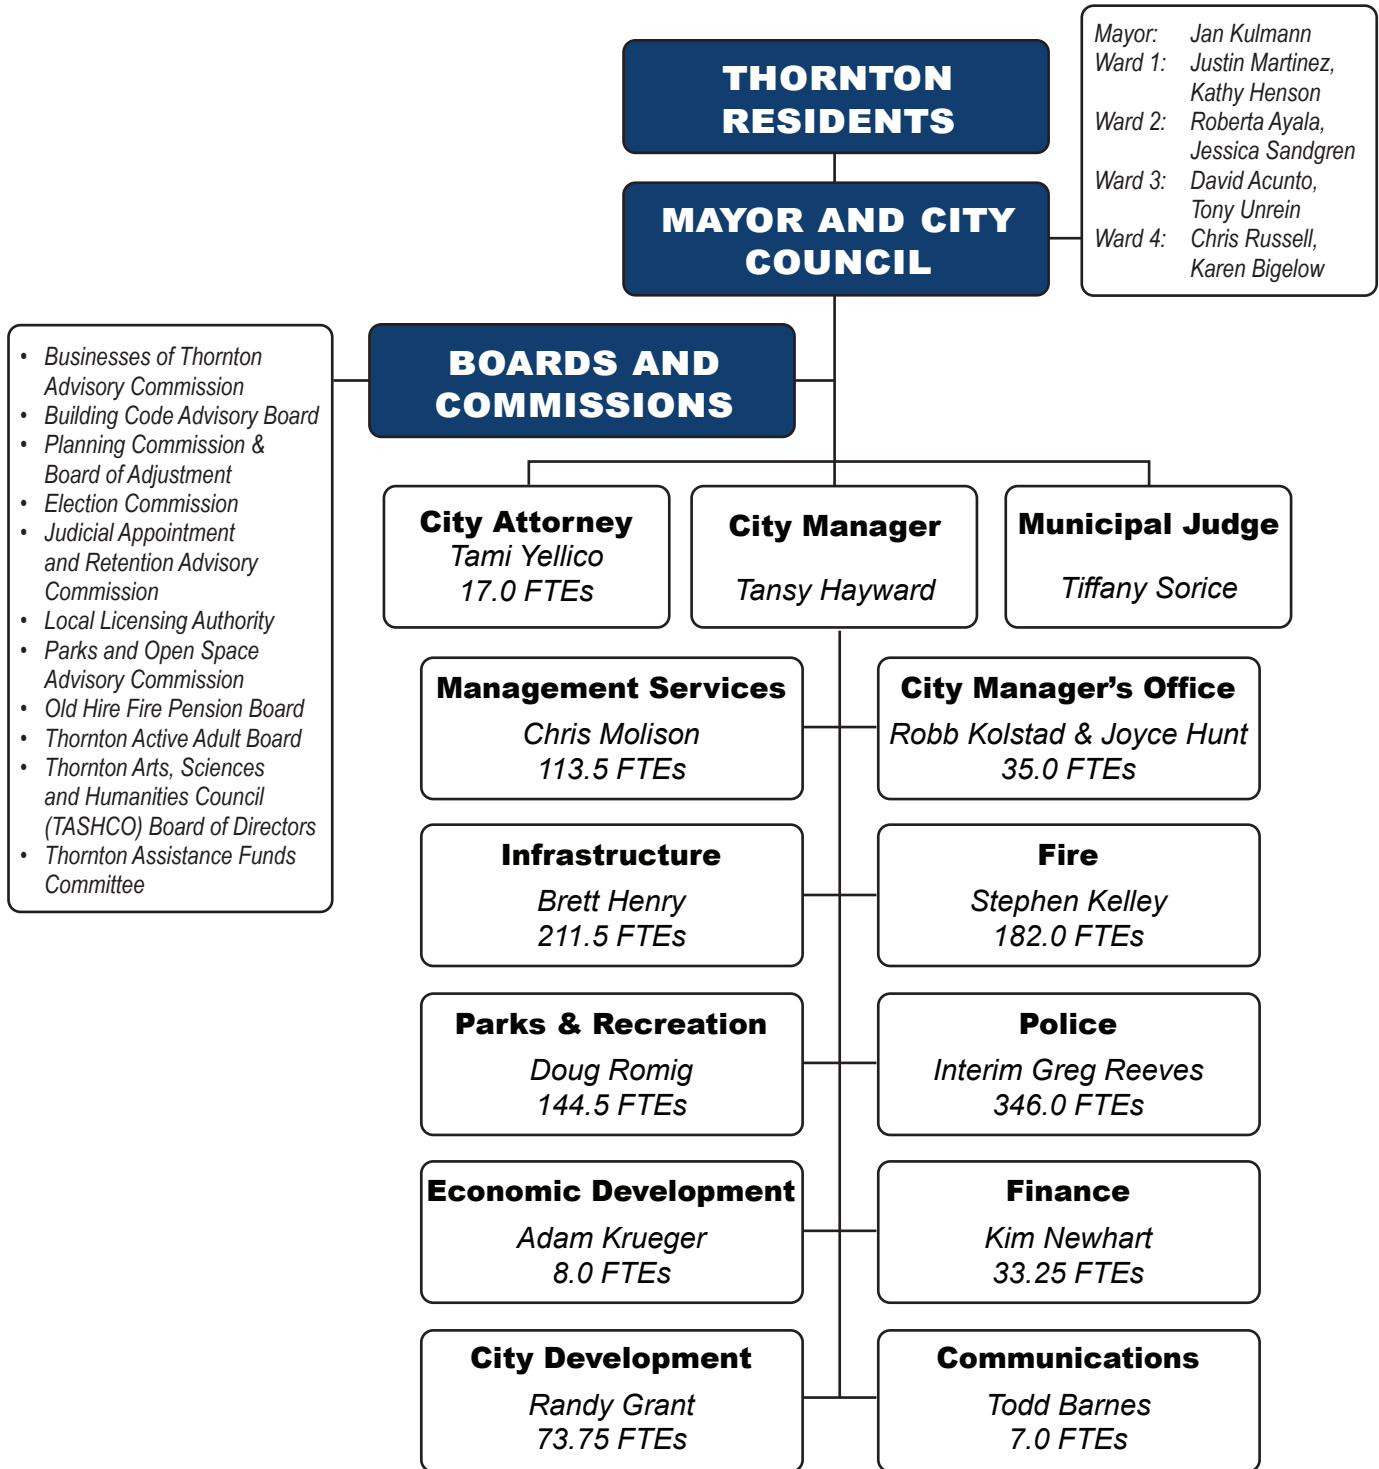 THORNTON
RESIDENTS
MAYOR AND CITY
COUNCIL
Mayor: Jan Kulmann
Ward 1: Justin Martinez,
Kathy Henson
Ward 2: Roberta Ayala,
Jessica Sandgren
Ward 3: David Acunto,
Tony Unrein
Ward 4: Chris Russell,
Karen Bigelow
BOARDS AND
COMMISSIONS
• Businesses of Thornton
Advisory Commission
• Building Code Advisory Board
• Planning Commission &
Board of Adjustment
• Election Commission
• Judicial Appointment
and Retention Advisory
Commission
• Local Licensing Authority
• Parks and Open Space
Advisory Commission
• Old Hire Fire Pension Board
• Thornton Active Adult Board
• Thornton Arts, Sciences
and Humanities Council
(TASHCO) Board of Directors
• Thornton Assistance Funds
Committee
City Attorney
Tami Yellico
17.0 FTEs
City Manager
Tansy Hayward
Municipal Judge
Tiffany Sorice
Management Services
Chris Molison
113.5 FTEs
City Manager’s Office
Robb Kolstad & Joyce Hunt
35.0 FTEs
Infrastructure
Brett Henry
211.5 FTEs
Fire
Stephen Kelley
182.0 FTEs
Parks & Recreation
Doug Romig
144.5 FTEs
Police
Interim Greg Reeves
346.0 FTEs
Economic Development
Adam Krueger
8.0 FTEs
Finance
Kim Newhart
33.25 FTEs
City Development
Randy Grant
73.75 FTEs
Communications
Todd Barnes
7.0 FTEs